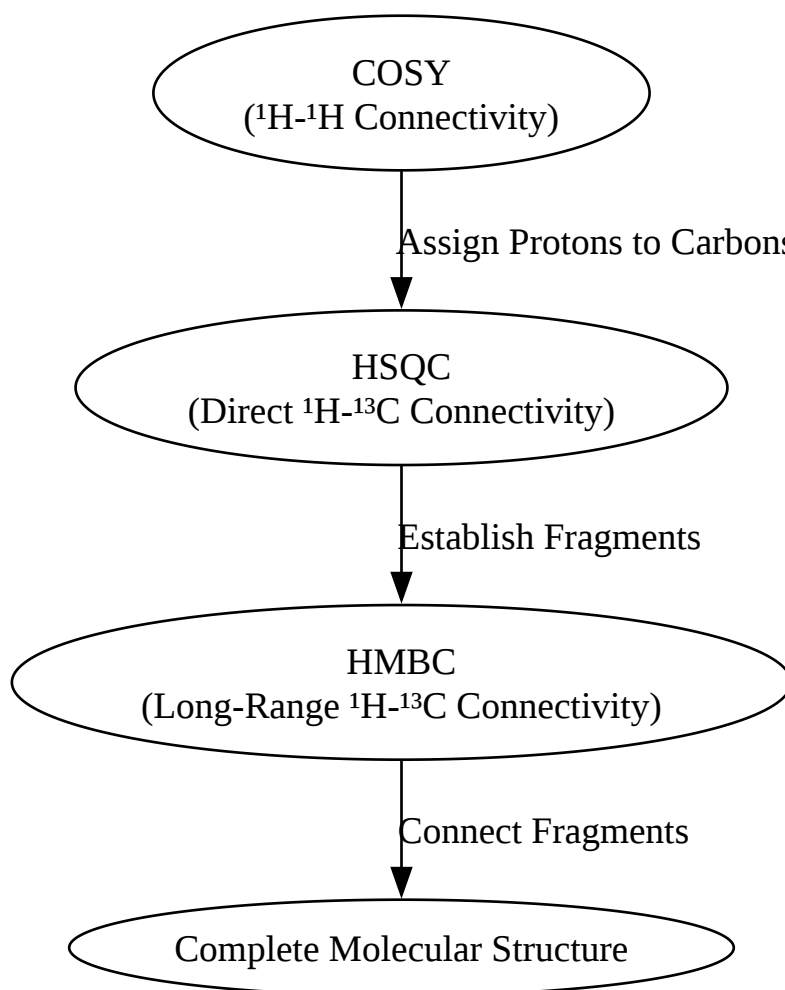 COSY
(¹H-¹H Connectivity)
Assign Protons to Carbons
HSQC
(Direct ¹H-¹³C Connectivity)
Establish Fragments
HMBC
(Long-Range ¹H-¹³C Connectivity)
Connect Fragments
Complete Molecular Structure